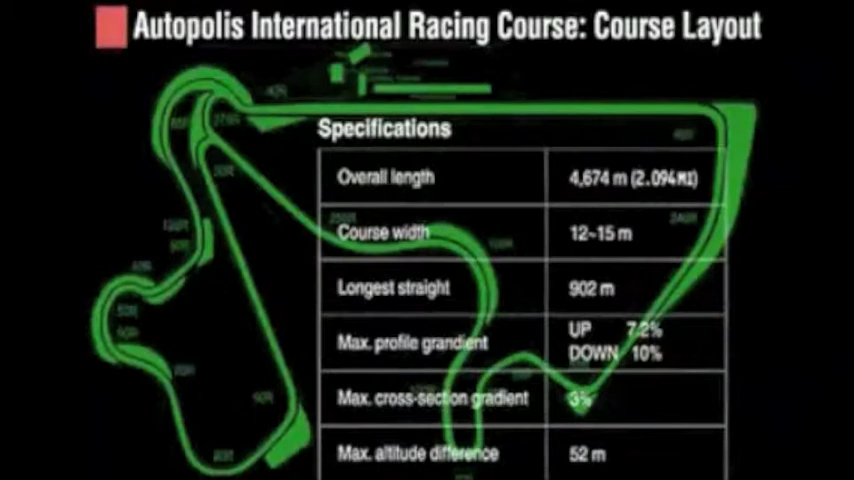 Autopolis International Racing Course: Course Layout
Specifications
Overall length 4,674 m (2.094MI)
Course width 12~15 m
Longest straight 902 m
Max. profile grandient UP 7.2%
DOWN 10%
Max. cross-section gradient 3%
Max. altitude difference 52 m